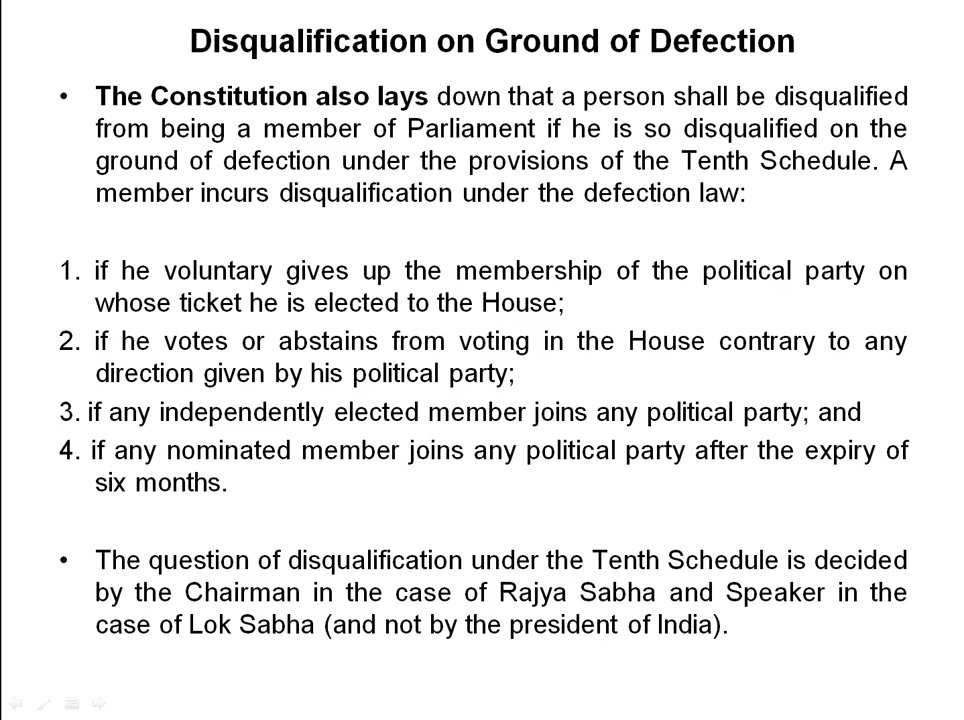 Disqualification on Ground of Defection
• The Constitution also lays down that a person shall be disqualified
from being a member of Parliament if he is so disqualified on the
ground of defection under the provisions of the Tenth Schedule. A
member incurs disqualification under the defection law:
1. if he voluntary gives up the membership of the political party on
whose ticket he is elected to the House;
2. if he votes or abstains from voting in the House contrary to any
direction given by his political party;
3. if any independently elected member joins any political party; and
4. if any nominated member joins any political party after the expiry of
six months.
• The question of disqualification under the Tenth Schedule is decided
by the Chairman in the case of Rajya Sabha and Speaker in the
case of Lok Sabha (and not by the president of India).